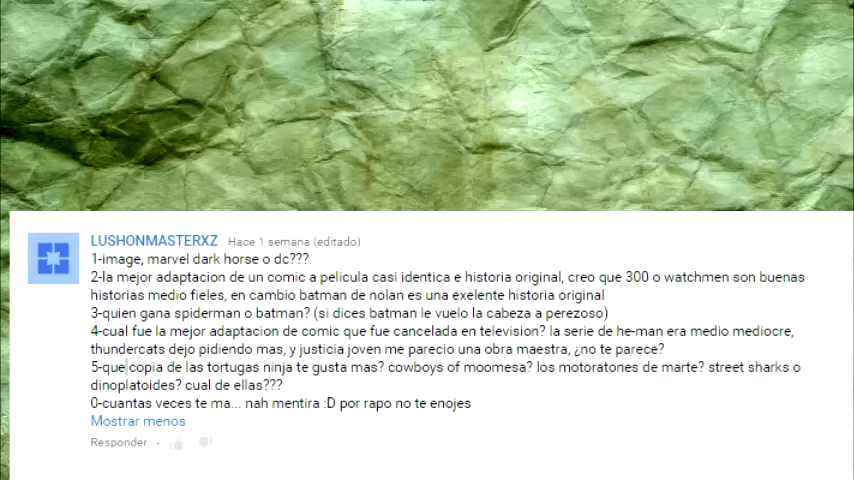 LUSHONMASTERXZ Hace 1 semana (editado)
1-image, marvel dark horse o dc???
2-la mejor adaptacion de un comic a pelicula casi identica e historia original, creo que 300 o watchmen son buenas
historias medio fieles, en cambio batman de nolan es una exelente historia original
3-quien gana spiderman o batman? (si dices batman le vuelo la cabeza a perezoso)
4-cual fue la mejor adaptacion de comic que fue cancelada en television? la serie de he-man era medio mediocre,
thundercats dejo pidiendo mas, y justicia joven me parecio una obra maestra, ¿no te parece?
5-que copia de las tortugas ninja te gusta mas? cowboys of moomesa? los motoratones de marte? street sharks o
dinoplatoides? cual de ellas???
0-cuantas veces te ma... nah mentira :D por rapo no te enojes
Mostrar menos
Responder ·